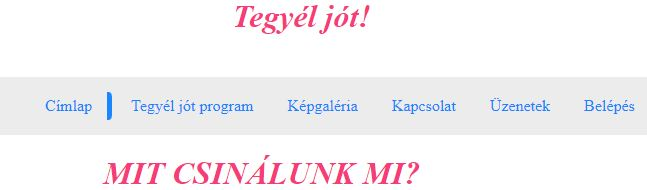 Tegyél jót!
Címlap Tegyél jót program Képgaléria Kapcsolat Üzenetek Belépés
MIT CSINÁLUNK MI?